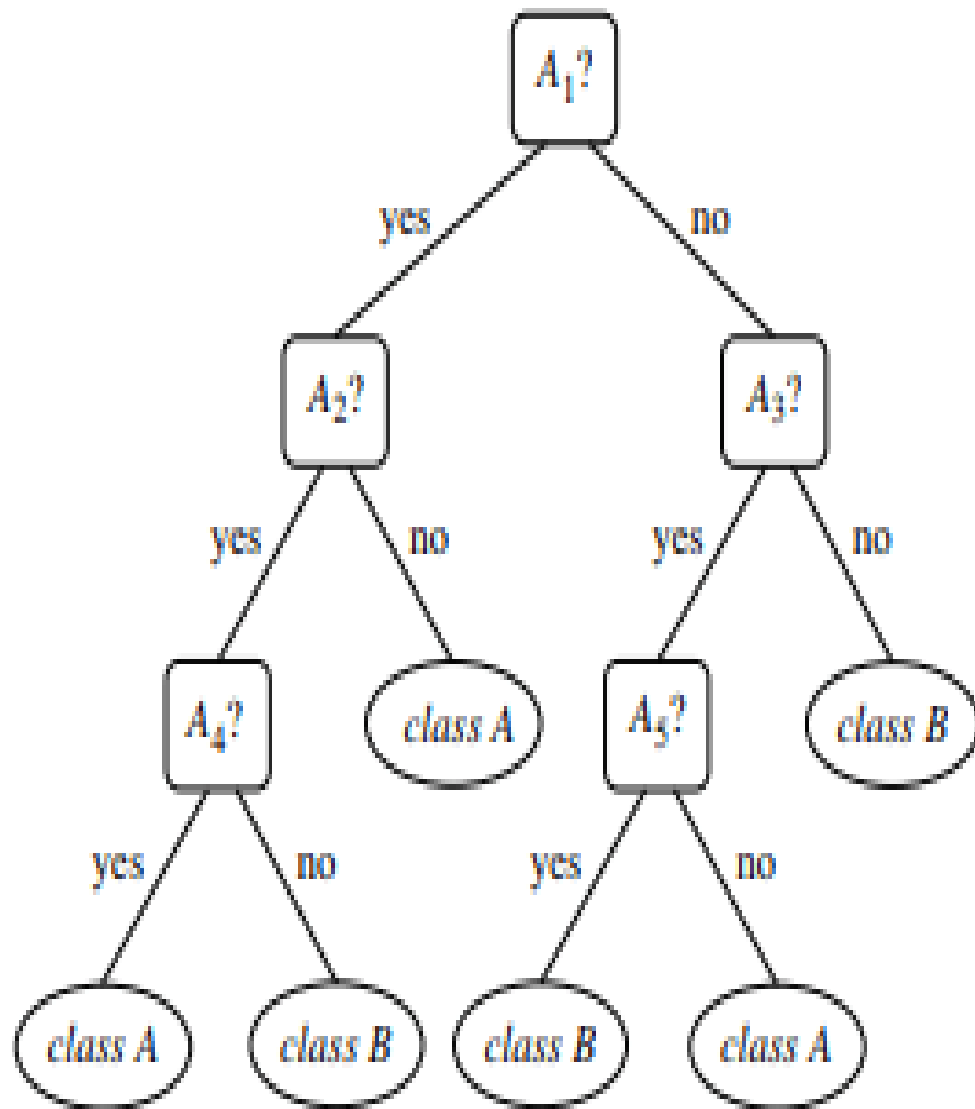 A₁?
yes no
A₂? A₃?
yes no yes no
A₄? class A A₅? class B
yes no yes no
class A class B class B class A